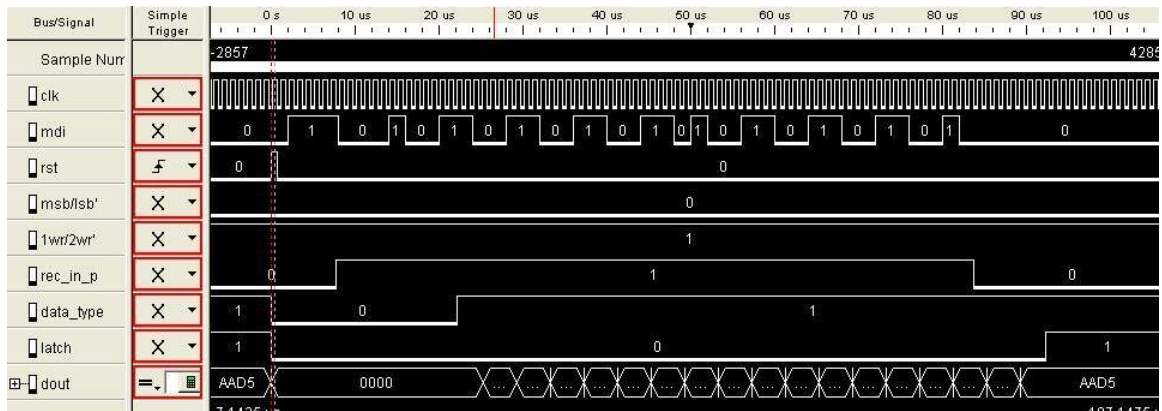 Bus/Signal Simple Trigger 0 s 10 us 20 us 30 us 40 us 50 us 60 us 70 us 80 us 90 us 100 us
Sample Num -2857 4285
clk X
mdi X 0 1 0 1 0 1 0 1 0 1 0 1 0 1 0 1 0 1 0 1 0 1 0
rst 0 0
msb/lsb' X 0
1wr/2wr' X 1
rec_in_p X 0 1 0
data_type X 1 0 1
latch X 1 0 1
dout = AAD5 0000 ... ... ... ... ... ... ... ... ... ... ... ... ... ... ... ... AAD5